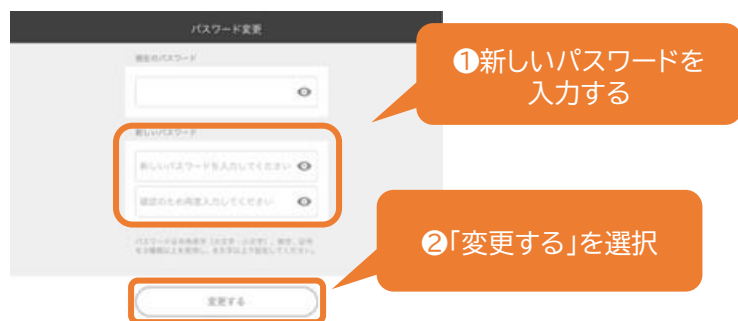 パスワード変更
現在のパスワード
❶新しいパスワードを
入力する
新しいパスワード
新しいパスワードを入力してください
確認のため再度入力してください
❷「変更する」を選択
変更する